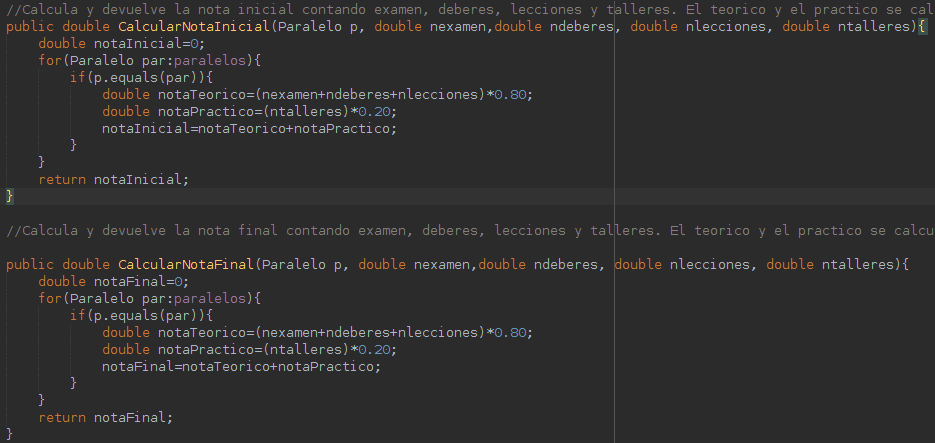 //Calcula y devuelve la nota inicial contando examen, deberes, lecciones y talleres. El teorico y el practico se cal
public double CalcularNotaInicial(Paralelo p, double nexamen,double ndeberes, double nlecciones, double ntalleres){
    double notaInicial=0;
    for(Paralelo par:paralelos){
        if(p.equals(par)){
            double notaTeorico=(nexamen+ndeberes+nlecciones)*0.80;
            double notaPractico=(ntalleres)*0.20;
            notaInicial=notaTeorico+notaPractico;
        }
    }
    return notaInicial;
}
//Calcula y devuelve la nota final contando examen, deberes, lecciones y talleres. El teorico y el practico se calcu
public double CalcularNotaFinal(Paralelo p, double nexamen,double ndeberes, double nlecciones, double ntalleres){
    double notaFinal=0;
    for(Paralelo par:paralelos){
        if(p.equals(par)){
            double notaTeorico=(nexamen+ndeberes+nlecciones)*0.80;
            double notaPractico=(ntalleres)*0.20;
            notaFinal=notaTeorico+notaPractico;
        }
    }
    return notaFinal;
}